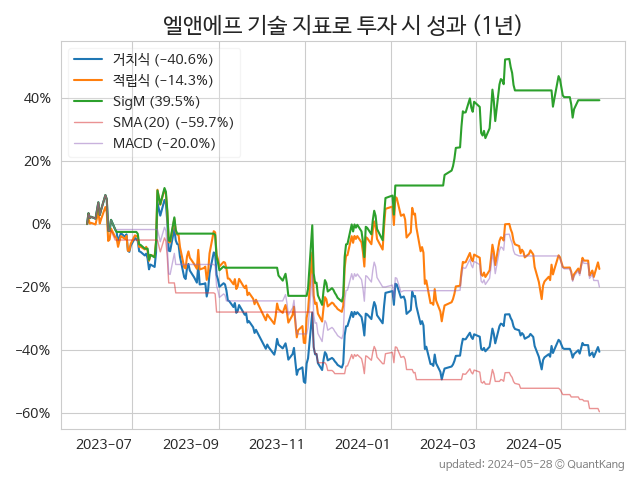 엘앤에프 기술 지표로 투자 시 성과 (1년)
거치식 (−40.6%)
적립식 (−14.3%)
SigM (39.5%)
SMA(20) (−59.7%)
MACD (−20.0%)
40%
20%
0%
−20%
−40%
−60%
2023−07 2023−09 2023−11 2024−01 2024−03 2024−05
updated: 2024−05−28 © QuantKang